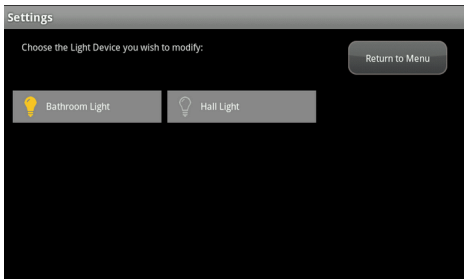 Settings
Choose the Light Device you wish to modify:
Return to Menu
Bathroom Light
Hall Light